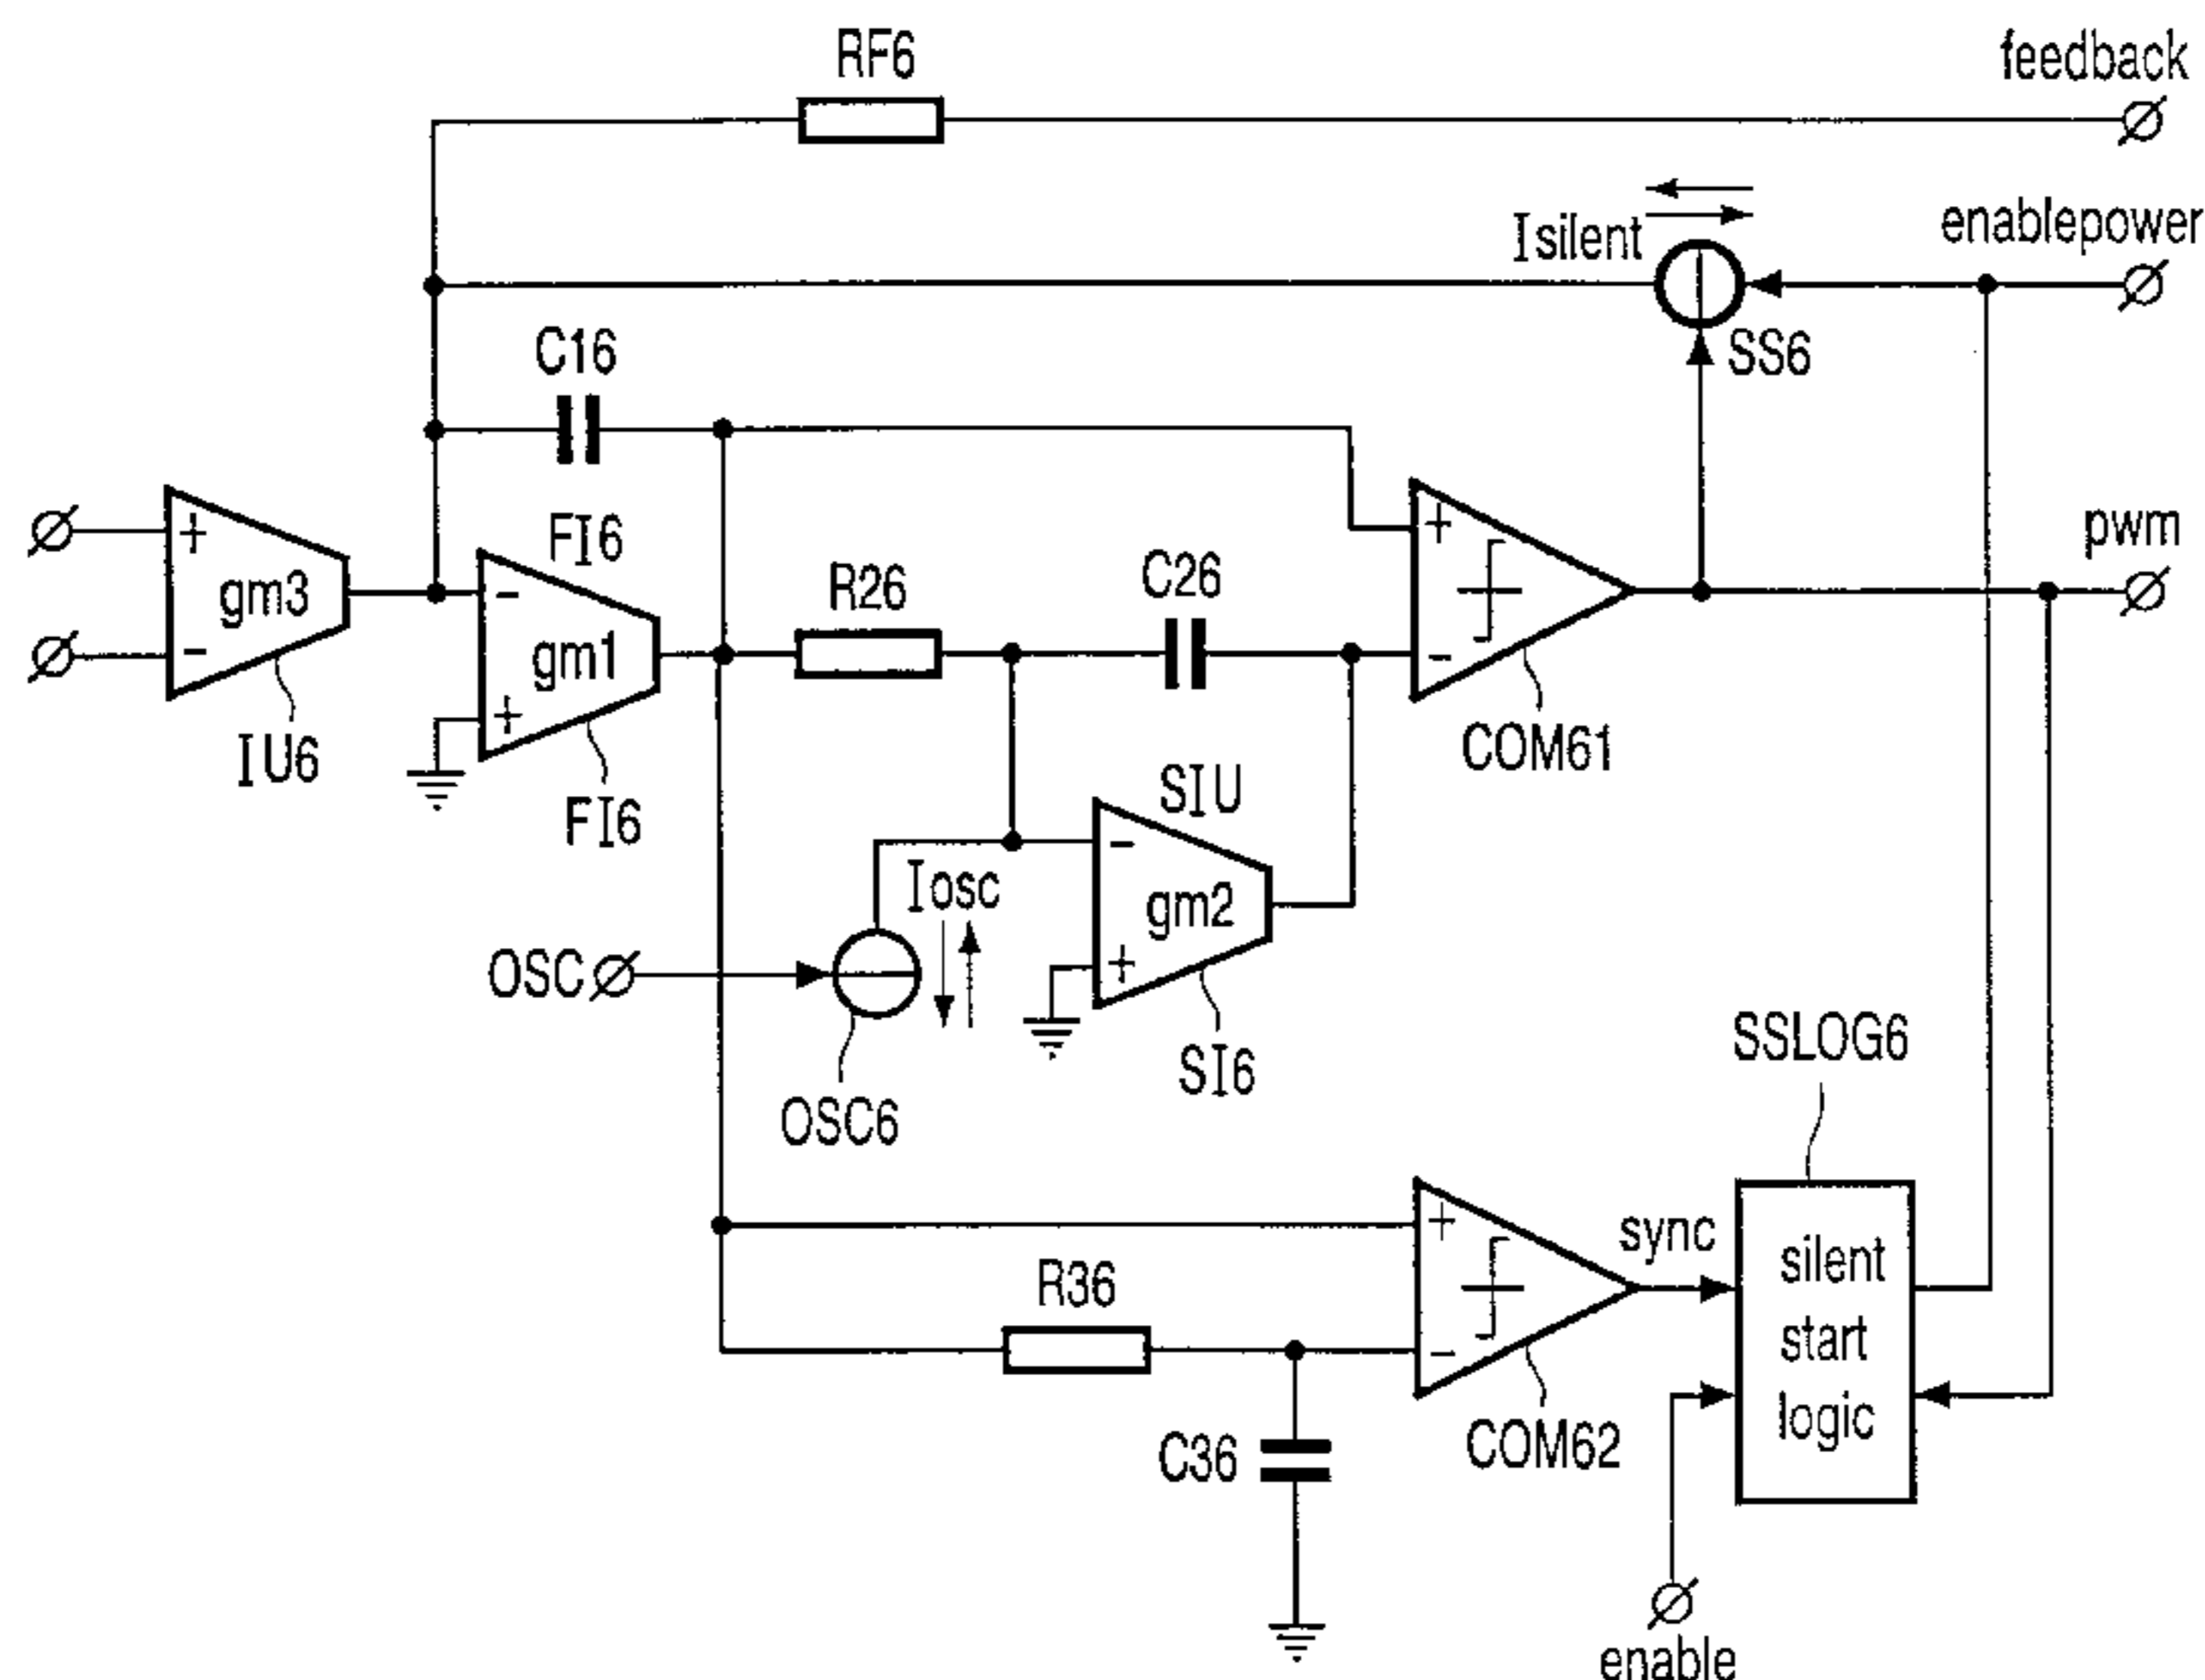 RF6
feedback
Isilent
enablepower
SS6
C16
+
gm3
-
IU6
FI6
-
gm1
+
FI6
R26
C26
+
-
COM61
pwm
SIU
-
gm2
+
SI6
Iosc
OSC
OSC6
SSLOG6
+
-
COM62
sync
silent
start
logic
R36
C36
enable